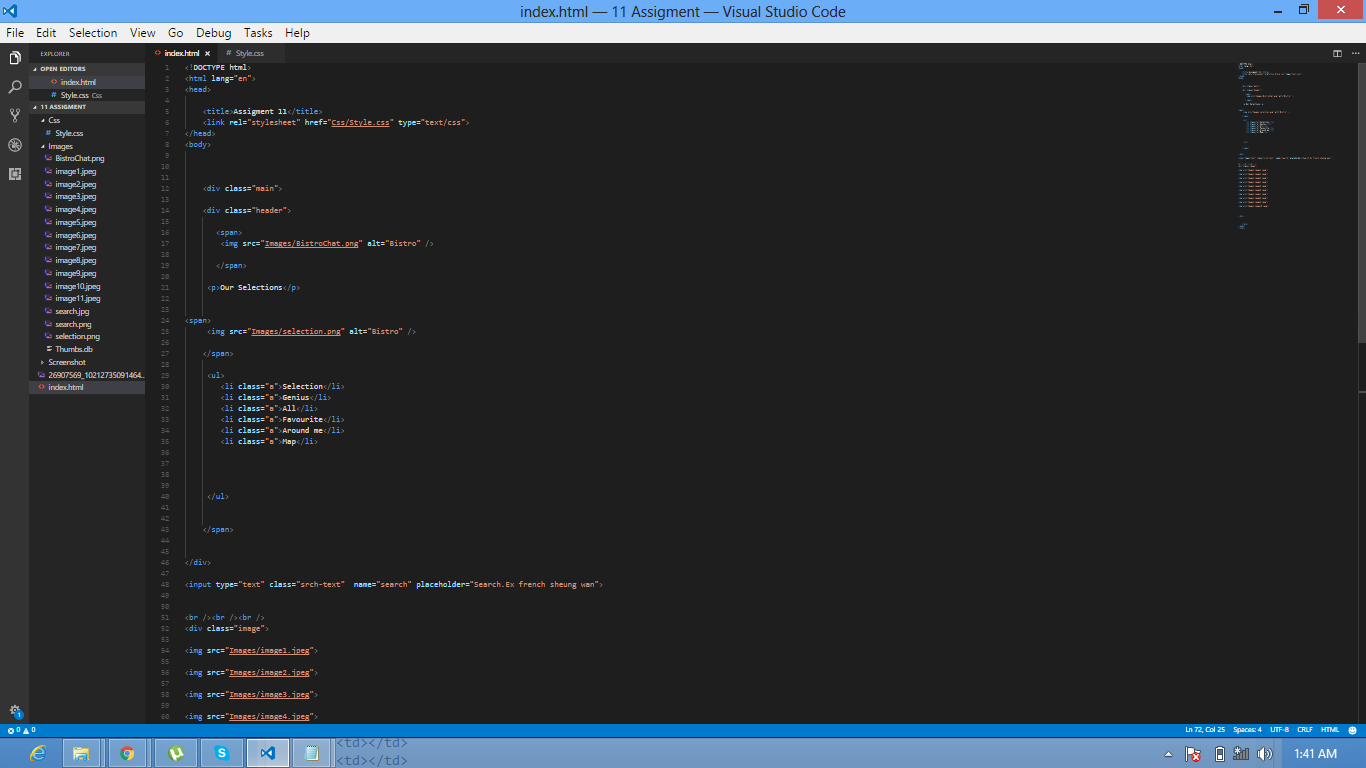 index.html — 11 Assigment — Visual Studio Code
File Edit Selection View Go Debug Tasks Help
EXPLORER
OPEN EDITORS
index.html
Style.css Css
11 ASSIGMENT
Css
Style.css
Images
BistroChat.png
image1.jpeg
image2.jpeg
image3.jpeg
image4.jpeg
image5.jpeg
image6.jpeg
image7.jpeg
image8.jpeg
image9.jpeg
image10.jpeg
image11.jpeg
search.jpg
search.png
selection.png
Thumbs.db
Screenshot
26907569_10212735091464...
index.html
index.html × Style.css
1 <!DOCTYPE html>
2 <html lang="en">
3 <head>
4
5 <title>Assigment 11</title>
6 <link rel="stylesheet" href="Css/Style.css" type="text/css">
7 </head>
8 <body>
9
10
11
12 <div class="main">
13
14 <div class="header">
15
16 <span>
17 <img src="Images/BistroChat.png" alt="Bistro" />
18
19 </span>
20
21 <p>Our Selections</p>
22
23
24 <span>
25 <img src="Images/selection.png" alt="Bistro" />
26
27 </span>
28
29 <ul>
30 <li class="a">Selection</li>
31 <li class="a">Genius</li>
32 <li class="a">All</li>
33 <li class="a">Favourite</li>
34 <li class="a">Around me</li>
35 <li class="a">Map</li>
36
37
38
39
40 </ul>
41
42
43 </span>
44
45
46 </div>
47
48 <input type="text" class="srch-text" name="search" placeholder="Search.Ex french sheung wan">
49
50
51 <br /><br /><br />
52 <div class="image">
53
54 <img src="Images/image1.jpeg">
55
56 <img src="Images/image2.jpeg">
57
58 <img src="Images/image3.jpeg">
59
60 <img src="Images/image4.jpeg">
1
0 0 Ln 72, Col 25 Spaces: 4 UTF-8 CRLF HTML
<td></td>
<td></td>
1:41 AM